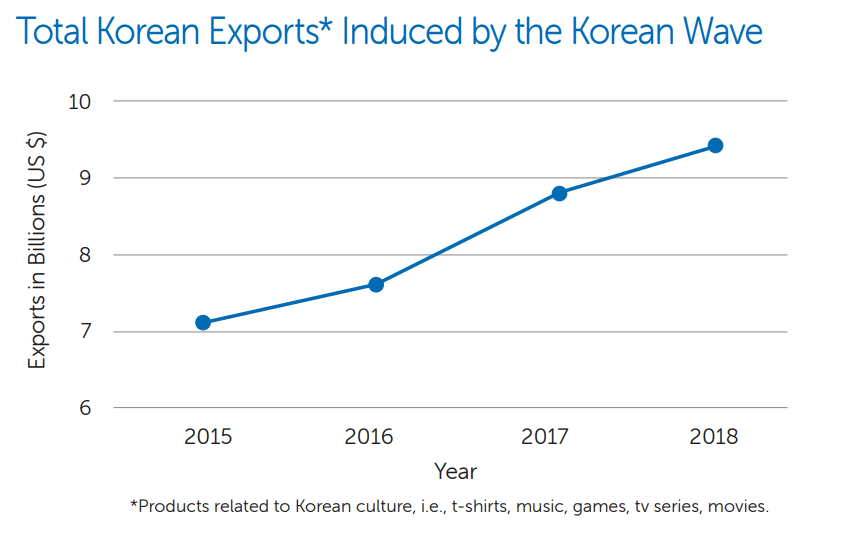 Total Korean Exports* Induced by the Korean Wave
Exports in Billions (US $)
10
9
8
7
6
2015 2016 2017 2018
Year
*Products related to Korean culture, i.e., t-shirts, music, games, tv series, movies.